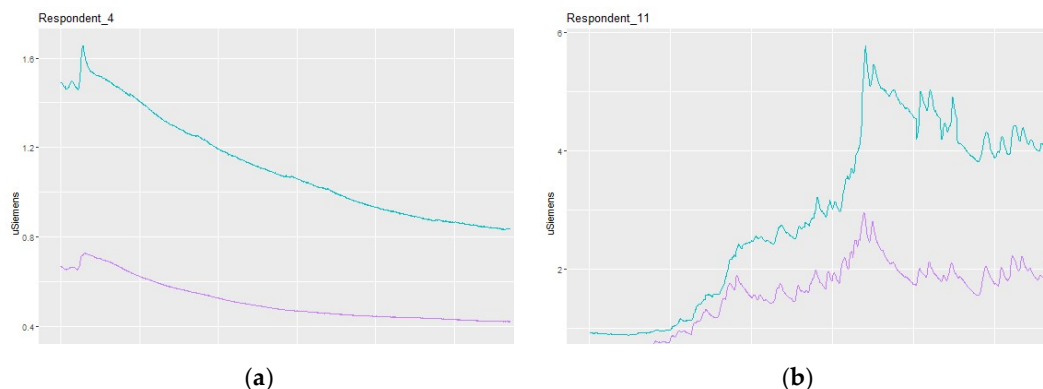 Respondent_4
uSiemens
1.6
1.2
0.8
0.4
(a)
Respondent_11
uSiemens
6
4
2
(b)